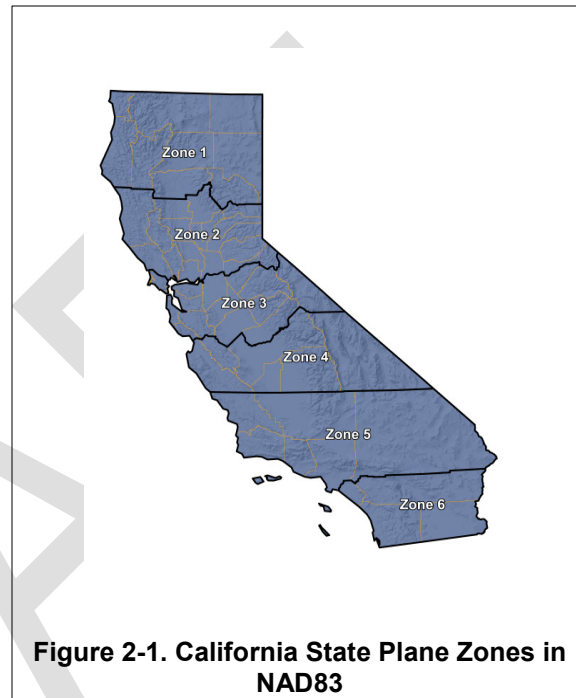 Zone 1
Zone 2
Zone 3
Zone 4
Zone 5
Zone 6
Figure 2-1. California State Plane Zones in
NAD83